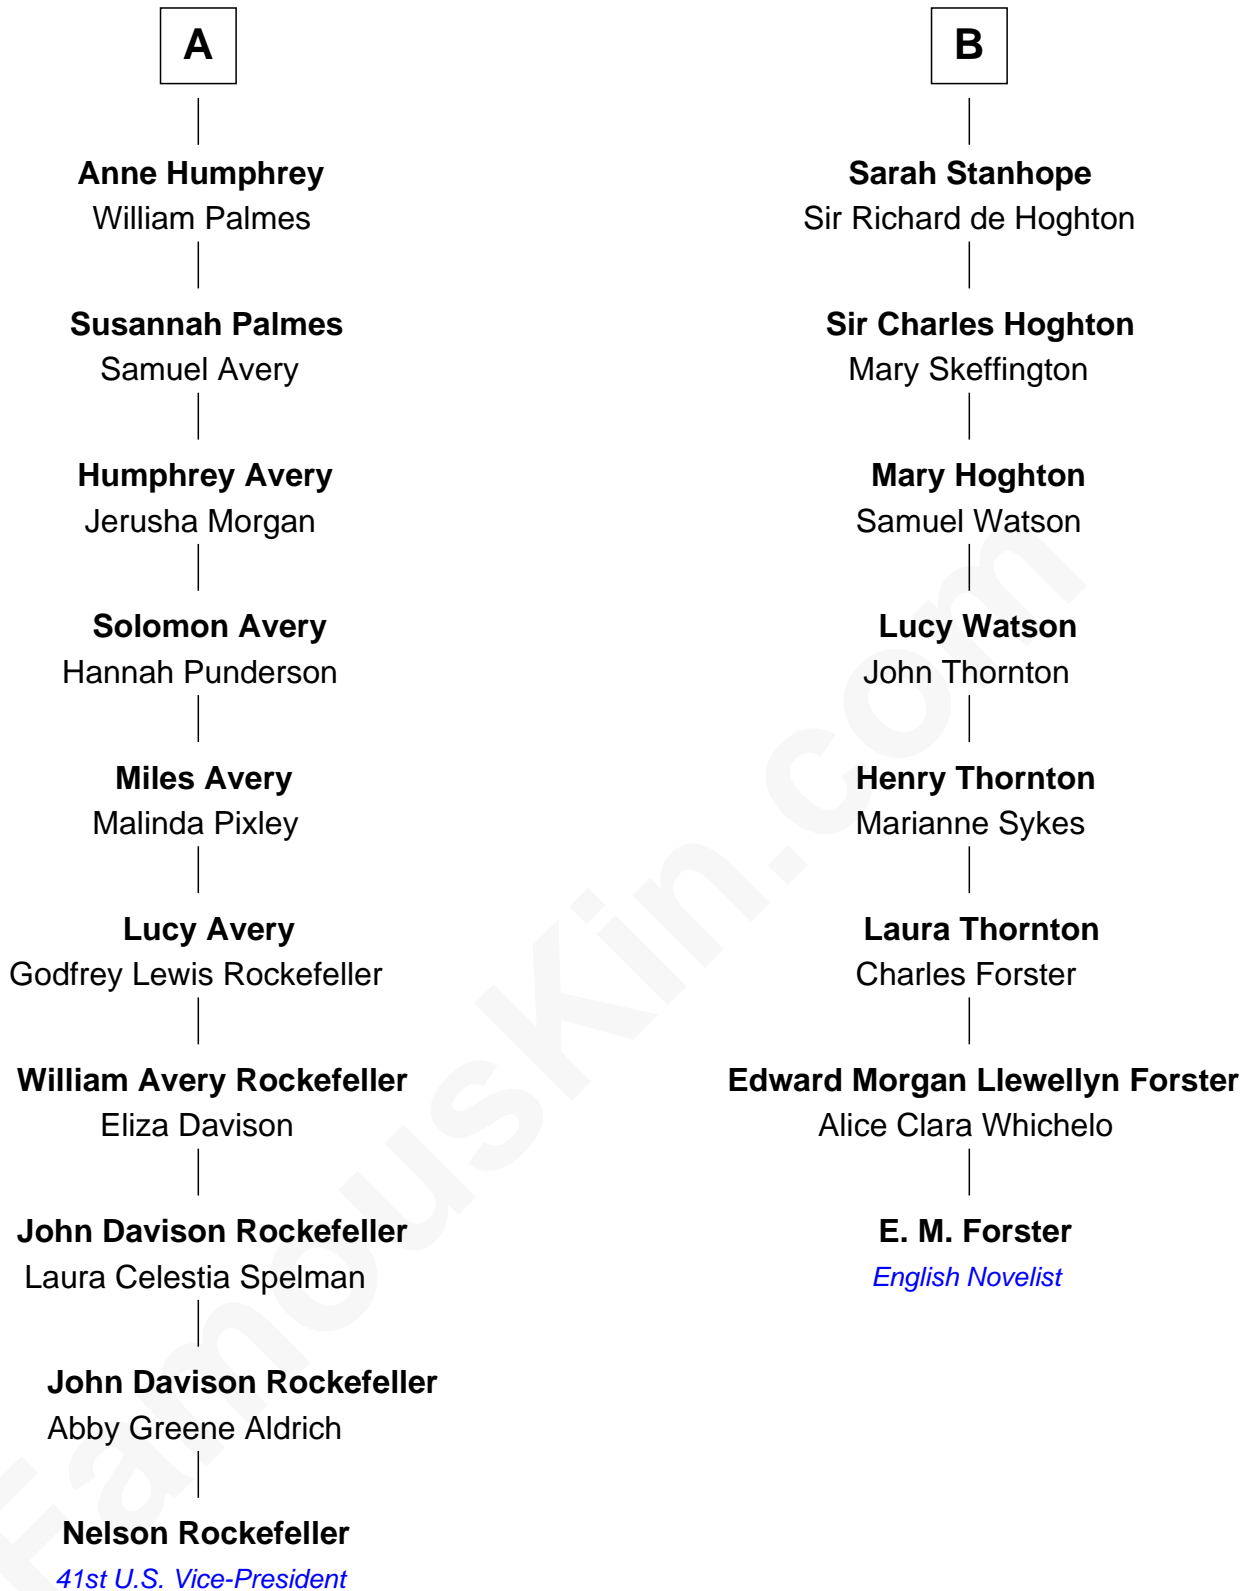 A
Anne Humphrey
William Palmes
Susannah Palmes
Samuel Avery
Humphrey Avery
Jerusha Morgan
Solomon Avery
Hannah Punderson
Miles Avery
Malinda Pixley
Lucy Avery
Godfrey Lewis Rockefeller
William Avery Rockefeller
Eliza Davison
John Davison Rockefeller
Laura Celestia Spelman
John Davison Rockefeller
Abby Greene Aldrich
Nelson Rockefeller
41st U.S. Vice-President
B
Sarah Stanhope
Sir Richard de Hoghton
Sir Charles Hoghton
Mary Skeffington
Mary Hoghton
Samuel Watson
Lucy Watson
John Thornton
Henry Thornton
Marianne Sykes
Laura Thornton
Charles Forster
Edward Morgan Llewellyn Forster
Alice Clara Whichelo
E. M. Forster
English Novelist
FamousKin.com